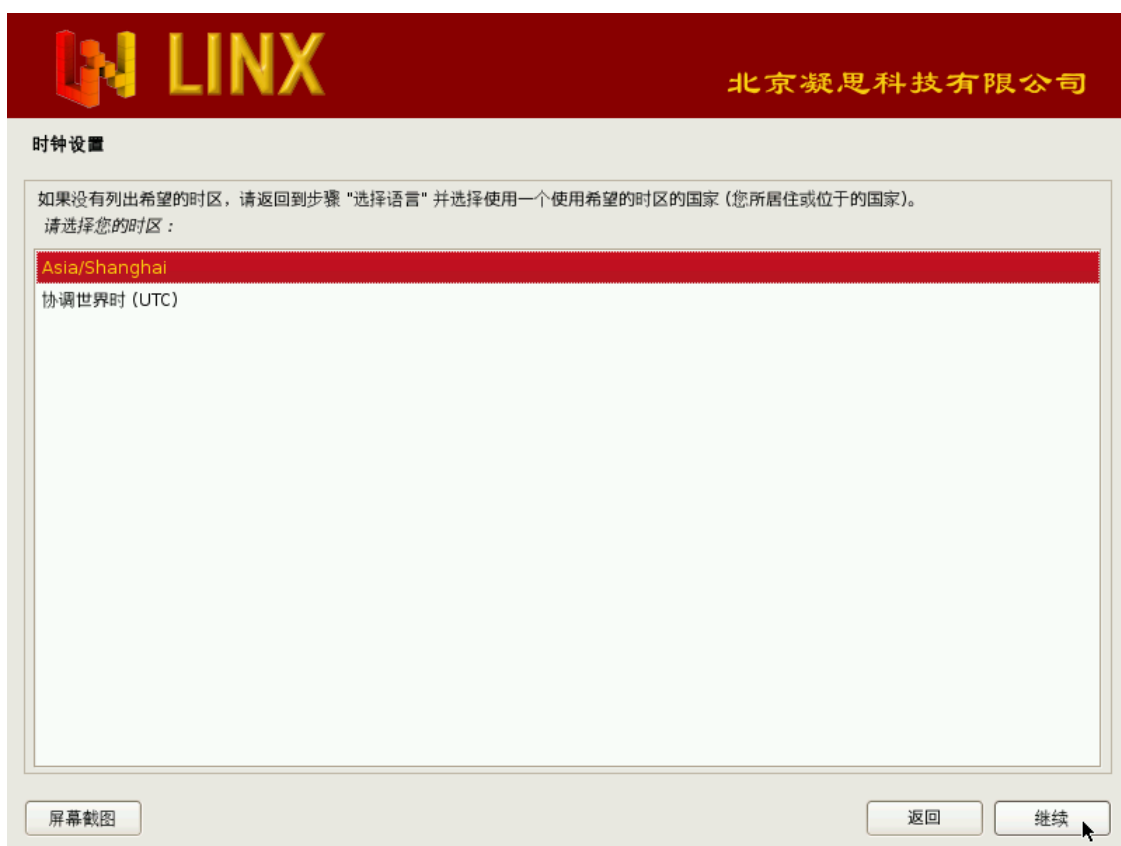 LINX
北京凝思科技有限公司
时钟设置
如果没有列出希望的时区，请返回到步骤 "选择语言" 并选择使用一个使用希望的时区的国家 (您所居住或位于的国家)。
请选择您的时区：
Asia/Shanghai
协调世界时 (UTC)
屏幕截图
返回
继续